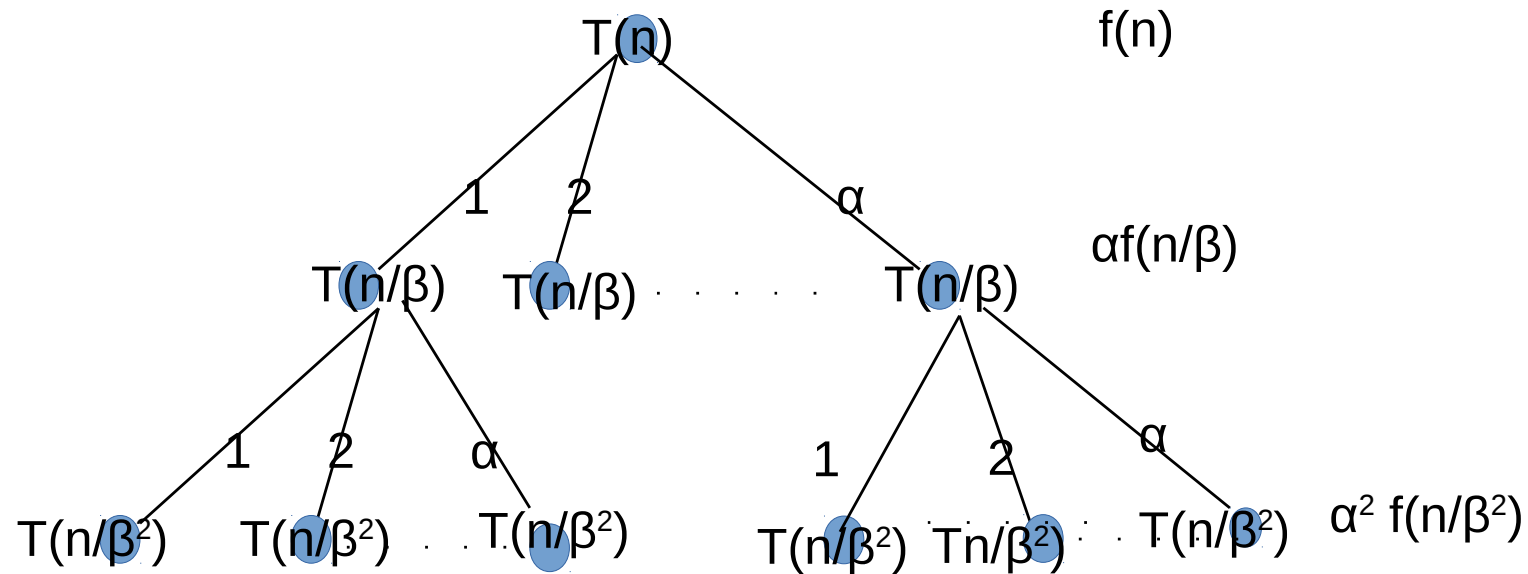 T(n) f(n)
1 2 α
T(n/β) T(n/β) . . . . . T(n/β) αf(n/β)
1 2 α 1 2 α
T(n/β²) T(n/β²) . . . . T(n/β²) T(n/β²) . . . . . Tn/β²) . . . . . T(n/β²) α² f(n/β²)